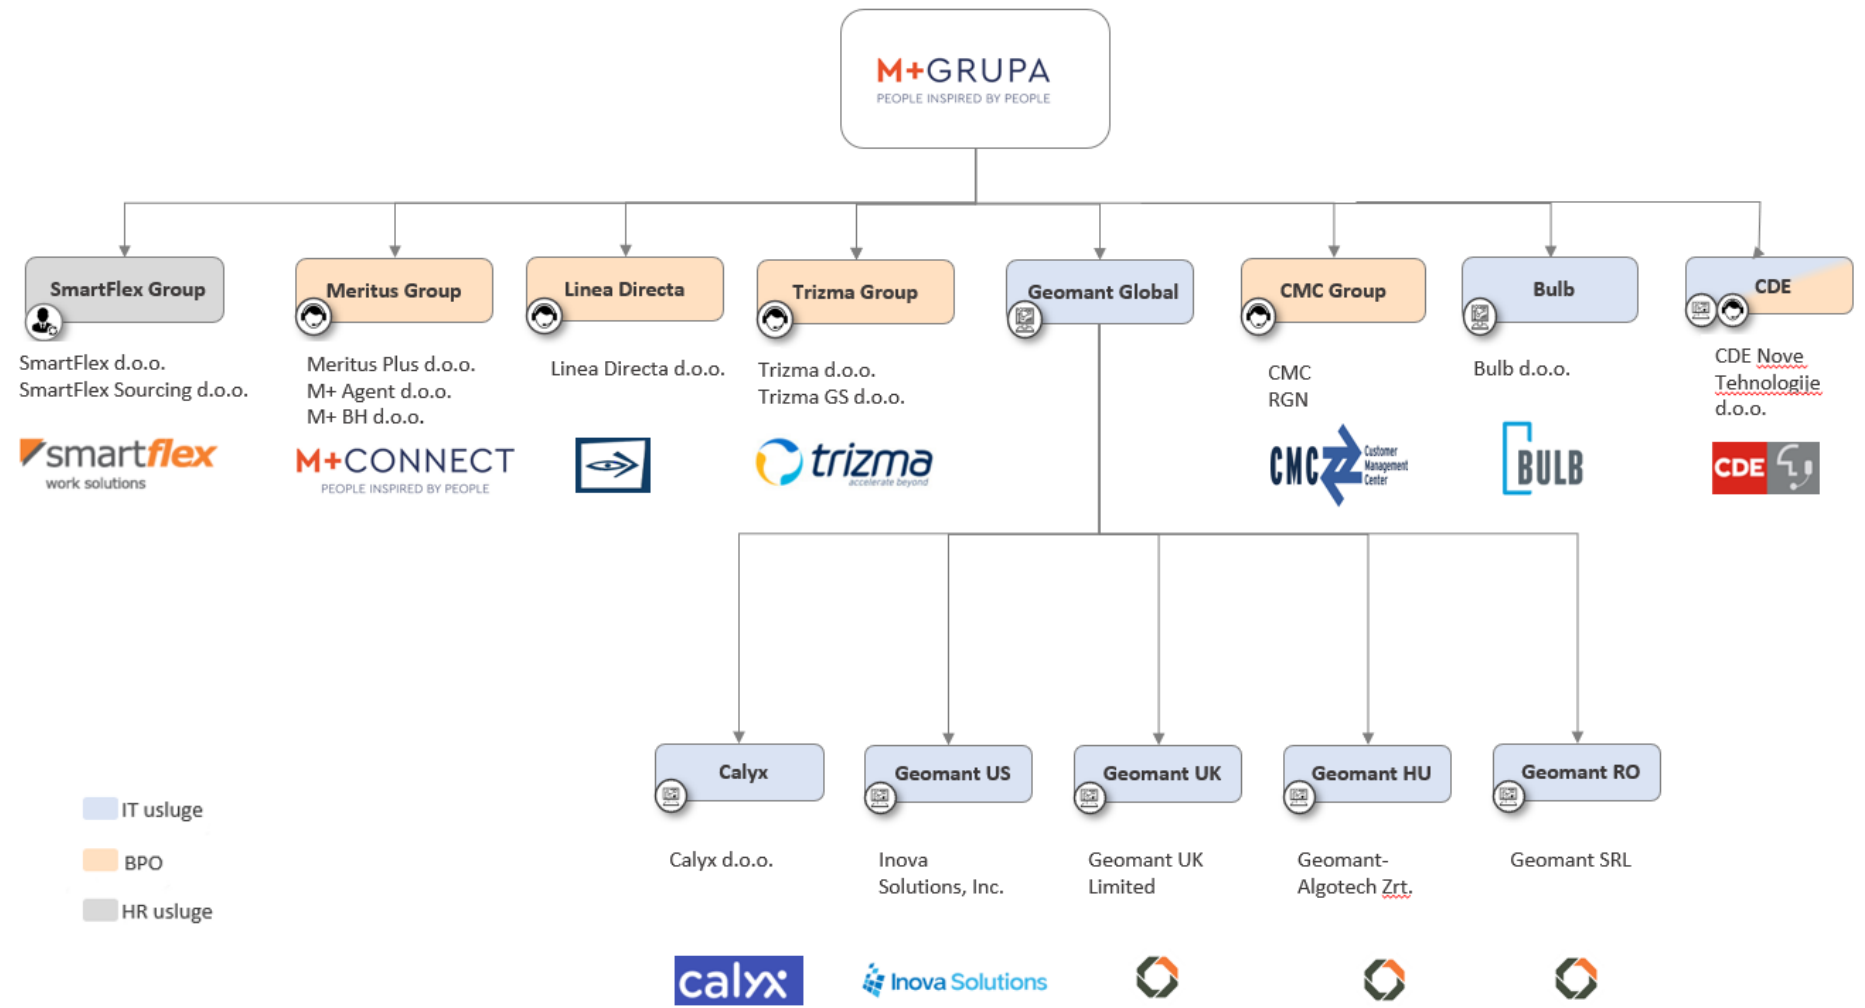 M+GRUPA
PEOPLE INSPIRED BY PEOPLE
SmartFlex Group
Meritus Group
Linea Directa
Trizma Group
Geomant Global
CMC Group
Bulb
CDE
SmartFlex d.o.o.
SmartFlex Sourcing d.o.o.
Meritus Plus d.o.o.
M+ Agent d.o.o.
M+ BH d.o.o.
Linea Directa d.o.o.
Trizma d.o.o.
Trizma GS d.o.o.
CMC
RGN
Bulb d.o.o.
CDE Nove
Tehnologije
d.o.o.
smartflex
work solutions
M+CONNECT
PEOPLE INSPIRED BY PEOPLE
trizma
accelerate beyond
CMC
Customer
Management
Center
BULB
CDE
Calyx
Geomant US
Geomant UK
Geomant HU
Geomant RO
IT usluge
BPO
HR usluge
Calyx d.o.o.
Inova
Solutions, Inc.
Geomant UK
Limited
Geomant-
Algotech Zrt.
Geomant SRL
calyx
Inova Solutions